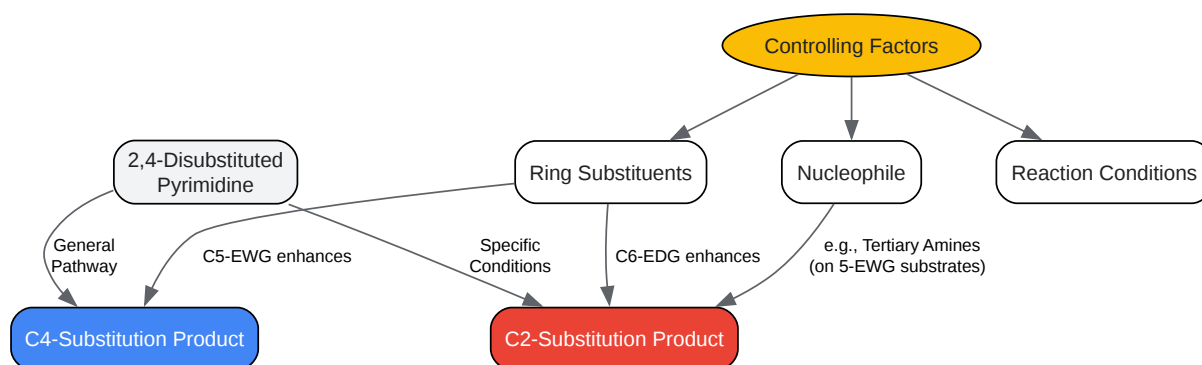 Controlling Factors
2,4-Disubstituted
Pyrimidine
Ring Substituents
Nucleophile
Reaction Conditions
General
Pathway
C5-EWG enhances
Specific
Conditions
C6-EDG enhances
e.g., Tertiary Amines
(on 5-EWG substrates)
C4-Substitution Product
C2-Substitution Product